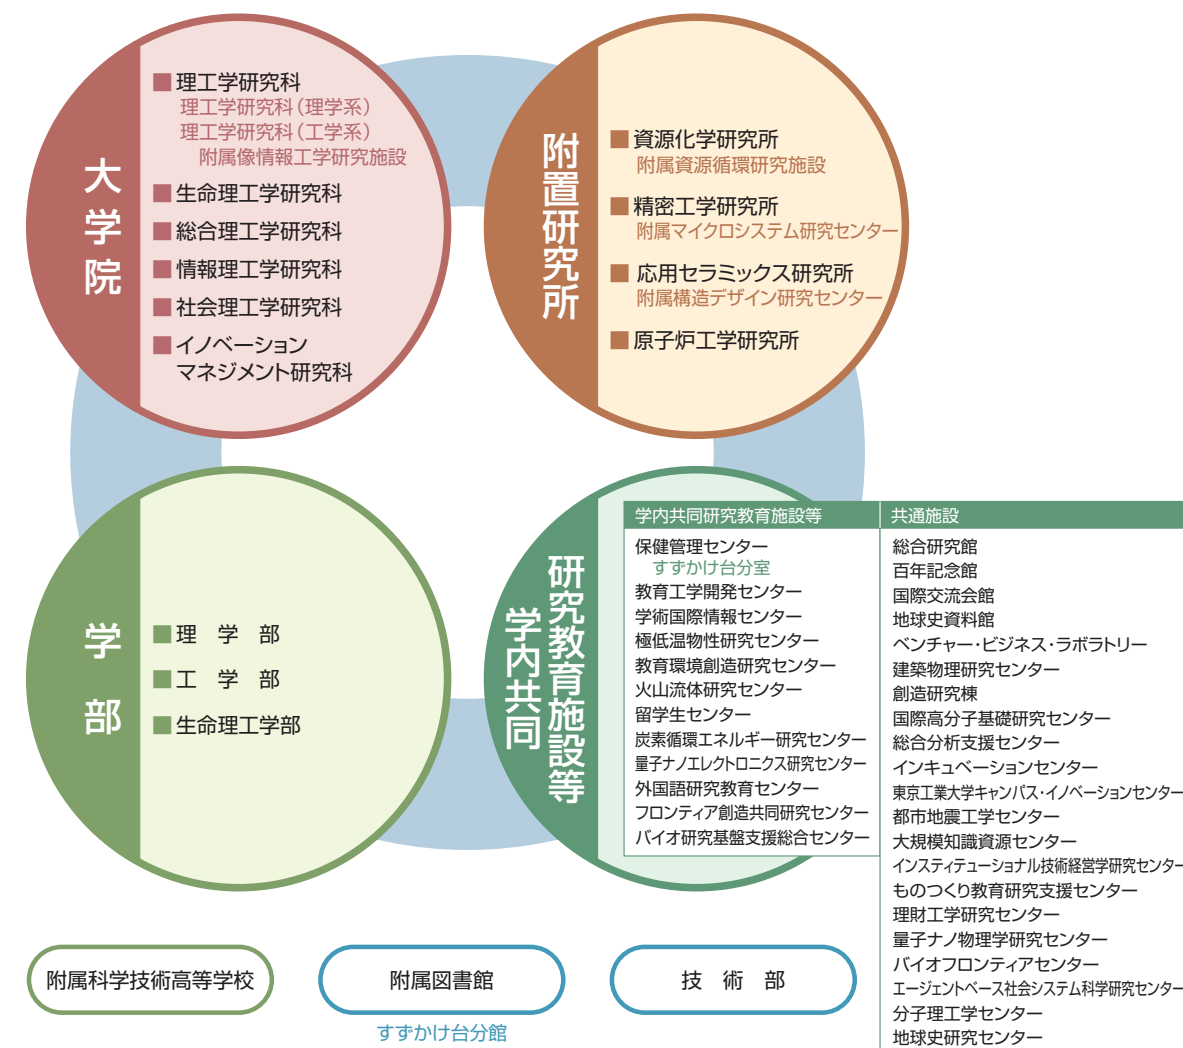 大学院
■理工学研究科
理工学研究科（理学系）
理工学研究科（工学系）
附属像情報工学研究施設
■生命理工学研究科
■総合理工学研究科
■情報理工学研究科
■社会理工学研究科
■イノベーション
マネジメント研究科
附置研究所
■資源化学研究所
附属資源循環研究施設
■精密工学研究所
附属マイクロシステム研究センター
■応用セラミックス研究所
附属構造デザイン研究センター
■原子炉工学研究所
学部
■理　学　部
■工　学　部
■生命理工学部
学内共同
研究教育施設等
学内共同研究教育施設等
保健管理センター
すずかけ台分室
教育工学開発センター
学術国際情報センター
極低温物性研究センター
教育環境創造研究センター
火山流体研究センター
留学生センター
炭素循環エネルギー研究センター
量子ナノエレクトロニクス研究センター
外国語研究教育センター
フロンティア創造共同研究センター
バイオ研究基盤支援総合センター
共通施設
総合研究館
百年記念館
国際交流会館
地球史資料館
ベンチャー・ビジネス・ラボラトリー
建築物理研究センター
創造研究棟
国際高分子基礎研究センター
総合分析支援センター
インキュベーションセンター
東京工業大学キャンパス・イノベーションセンター
都市地震工学センター
大規模知識資源センター
インスティテューショナル技術経営学研究センター
ものつくり教育研究支援センター
理財工学研究センター
量子ナノ物理学研究センター
バイオフロンティアセンター
エージェントベース社会システム科学研究センター
分子理工学センター
地球史研究センター
附属科学技術高等学校
附属図書館
すずかけ台分館
技　術　部